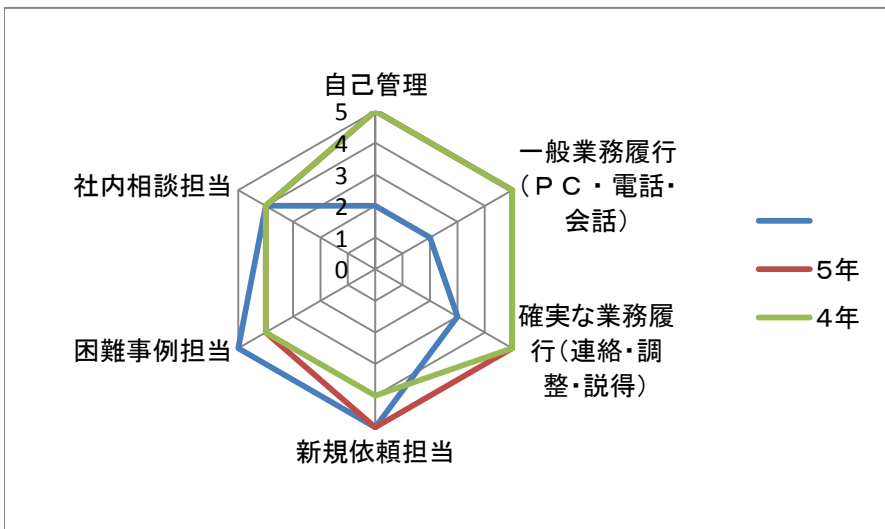 自己管理
5
4
3
2
1
0
一般業務履行
（ＰＣ・電話・
会話）
確実な業務履
行（連絡・調
整・説得）
新規依頼担当
困難事例担当
社内相談担当
５年
４年